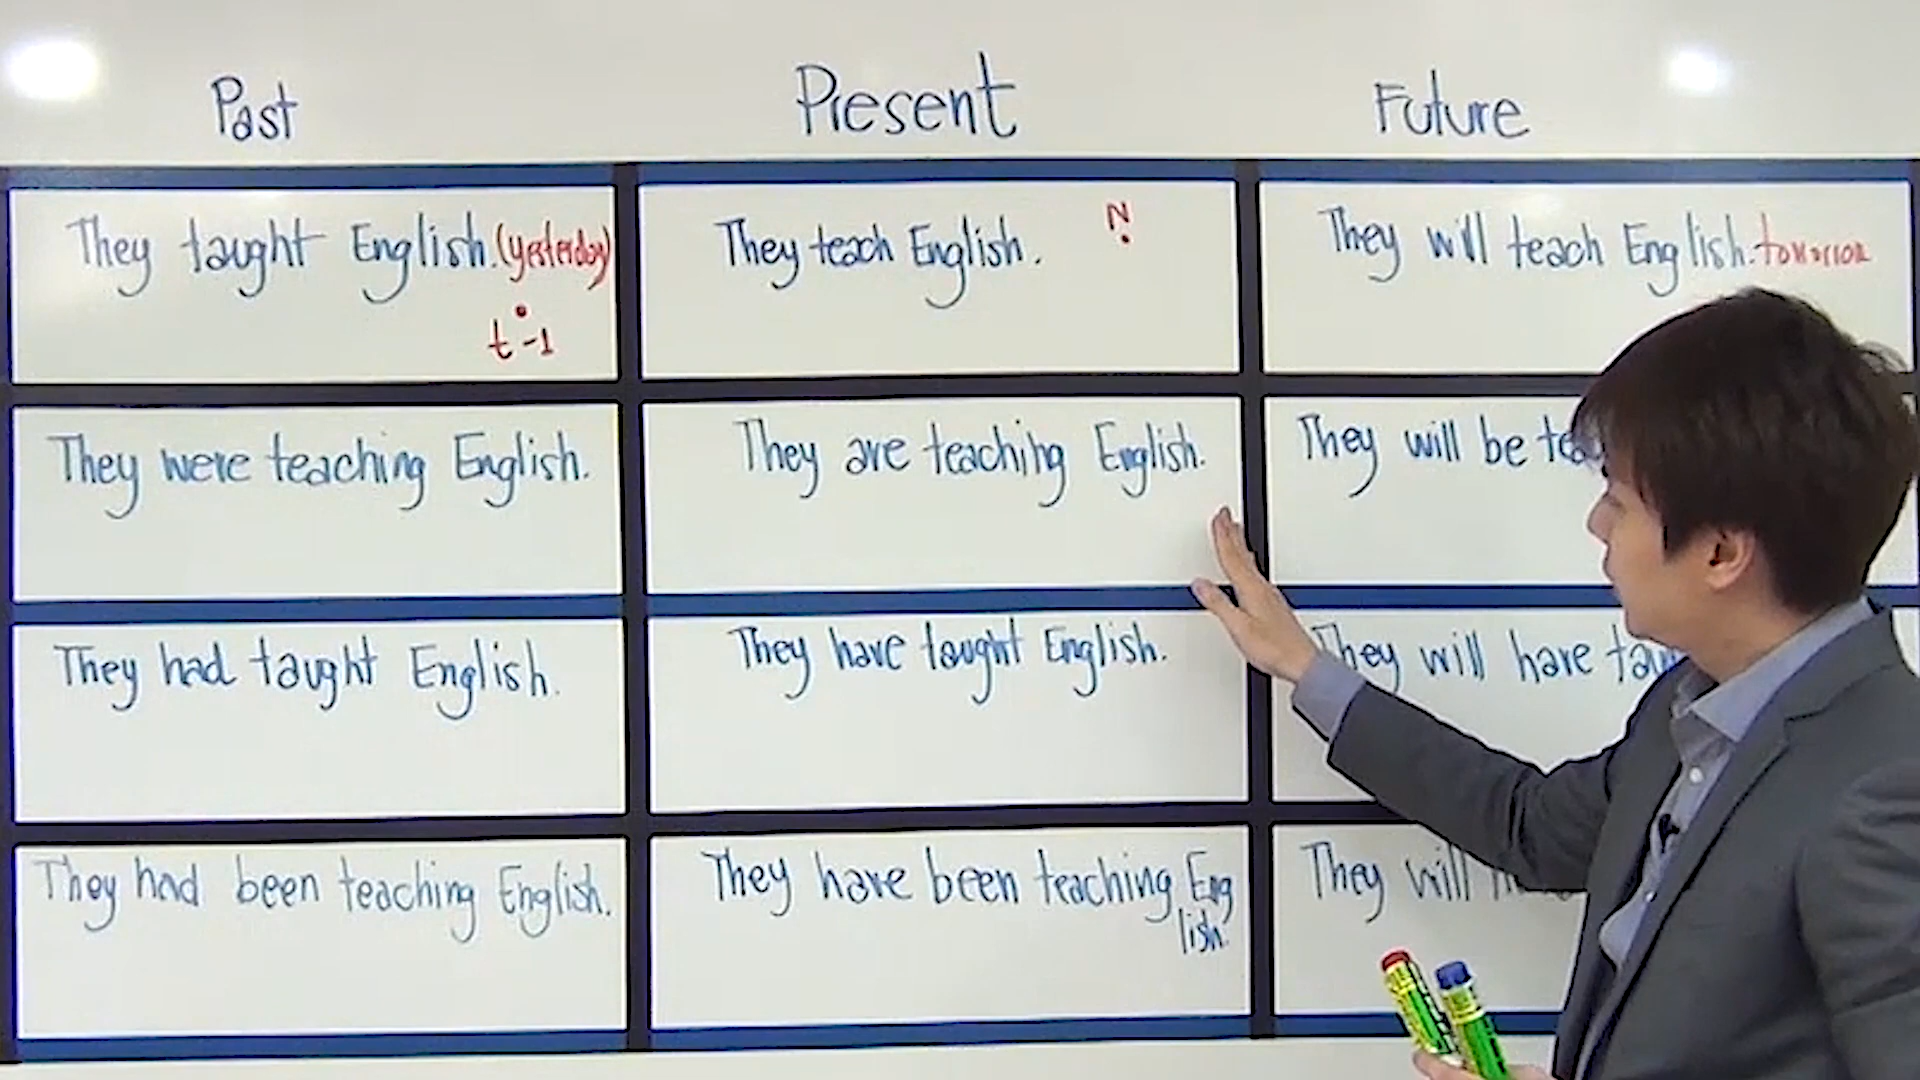 Past Present Future
They taught English. (yesterday)
t-1
They teach English. N
They will teach English. tomorrow
They were teaching English.
They are teaching English.
They will be
They had taught English.
They have taught English.
They will have
They had been teaching English.
They have been teaching Eng
lish.
They will